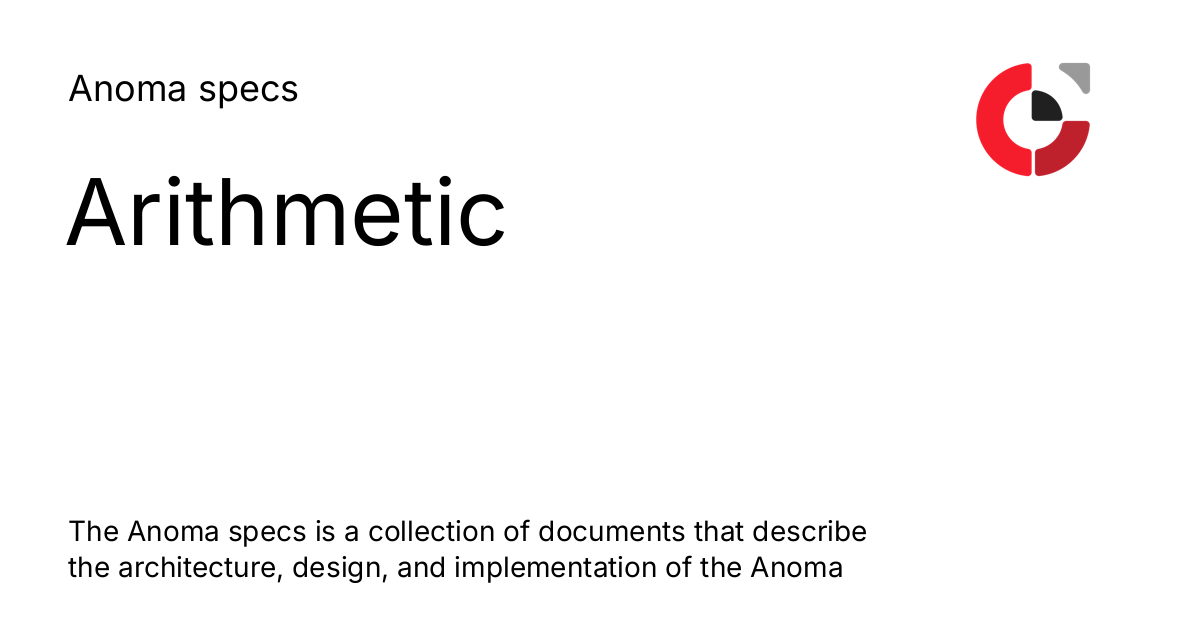 Anoma specs
Arithmetic
The Anoma specs is a collection of documents that describe
the architecture, design, and implementation of the Anoma